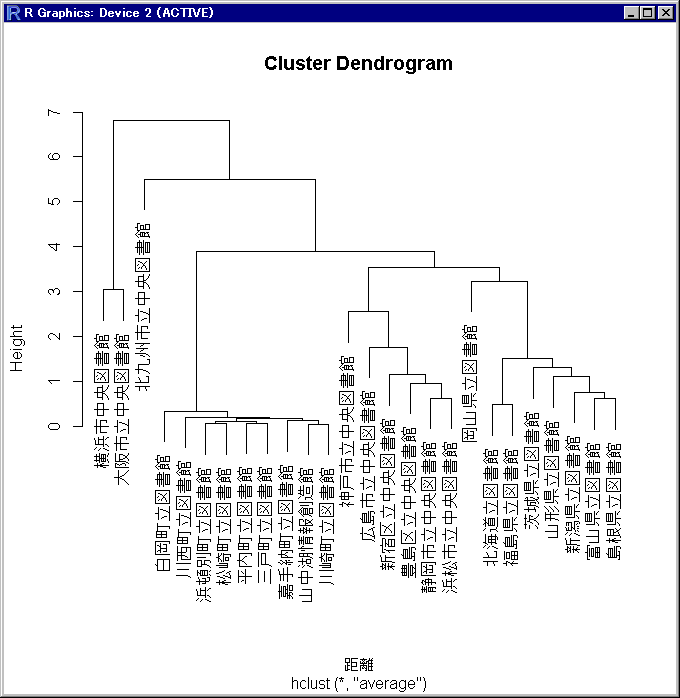 R Graphics: Device 2 (ACTIVE)
Cluster Dendrogram
7
6
5
4
3
2
1
0
Height
横浜市中央図書館
大阪市立中央図書館
北九州市立中央図書館
白岡町立図書館
川西町立図書館
浜頓別町立図書館
松崎町立図書館
平内町立図書館
三戸町立図書館
嘉手納町立図書館
山中湖情報創造館
川崎町立図書館
神戸市立中央図書館
広島市立中央図書館
新宿区立中央図書館
豊島区立中央図書館
静岡市立中央図書館
浜松市立中央図書館
岡山県立図書館
北海道立図書館
福島県立図書館
茨城県立図書館
山形県立図書館
新潟県立図書館
富山県立図書館
島根県立図書館
距離
hclust (*, "average")